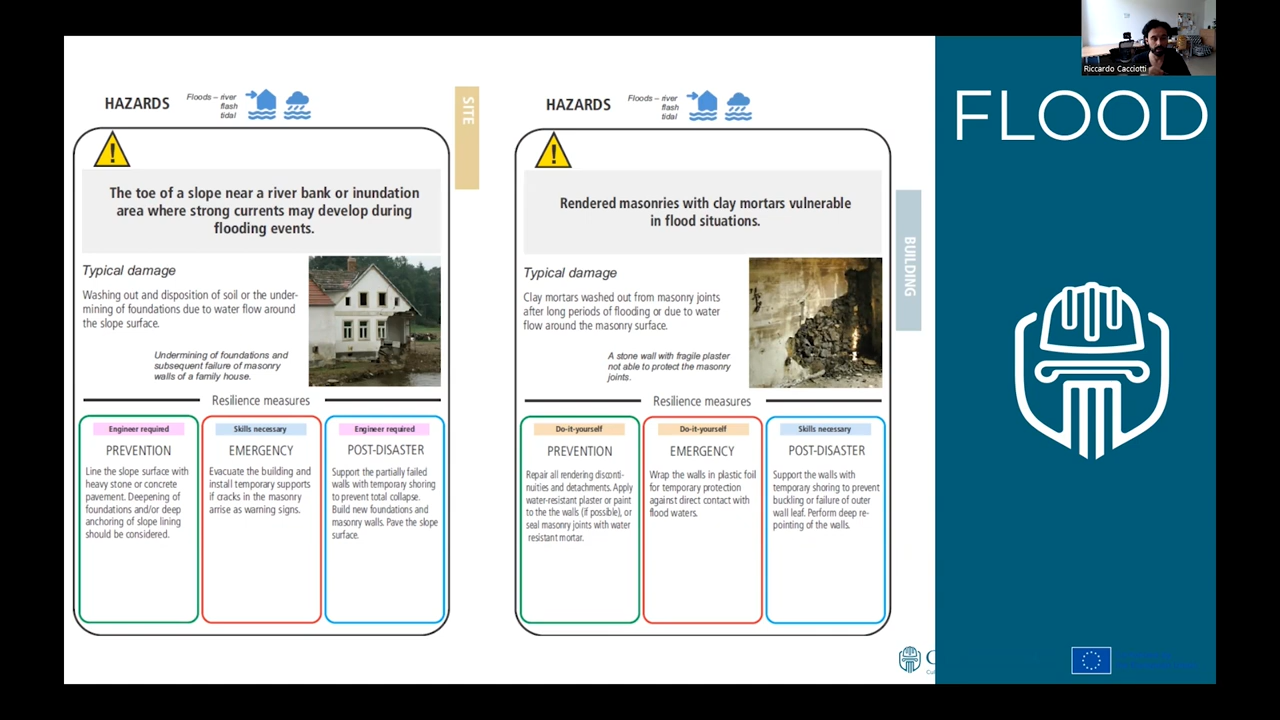 Riccardo Cacciotti
FLOOD
HAZARDS
Floods – river
flash
tidal
SITE
The toe of a slope near a river bank or inundation
area where strong currents may develop during
flooding events.
Typical damage
Washing out and disposition of soil or the under-
mining of foundations due to water flow around
the slope surface.
Undermining of foundations and
subsequent failure of masonry
walls of a family house.
Resilience measures
Engineer required
PREVENTION
Line the slope surface with
heavy stone or concrete
pavement. Deepening of
foundations and/or deep
anchoring of slope lining
should be considered.
Skills necessary
EMERGENCY
Evacuate the building and
install temporary supports
if cracks in the masonry
arise as warning signs.
Engineer required
POST-DISASTER
Support the partially failed
walls with temporary shoring
to prevent total collapse.
Build new foundations and
masonry walls. Pave the slope
surface.
HAZARDS
Floods – river
flash
tidal
BUILDING
Rendered masonries with clay mortars vulnerable
in flood situations.
Typical damage
Clay mortars washed out from masonry joints
after long periods of flooding or due to water
flow around the masonry surface.
A stone wall with fragile plaster
not able to protect the masonry
joints.
Resilience measures
Do-it-yourself
PREVENTION
Repair all rendering disconti-
nuities and detachments. Apply
water-resistant plaster or paint
to the the walls (if possible), or
seal masonry joints with water
resistant mortar.
Do-it-yourself
EMERGENCY
Wrap the walls in plastic foil
for temporary protection
against direct contact with
flood waters.
Skills necessary
POST-DISASTER
Support the walls with
temporary shoring to prevent
buckling or failure of outer
wall leaf. Perform deep re-
pointing of the walls.